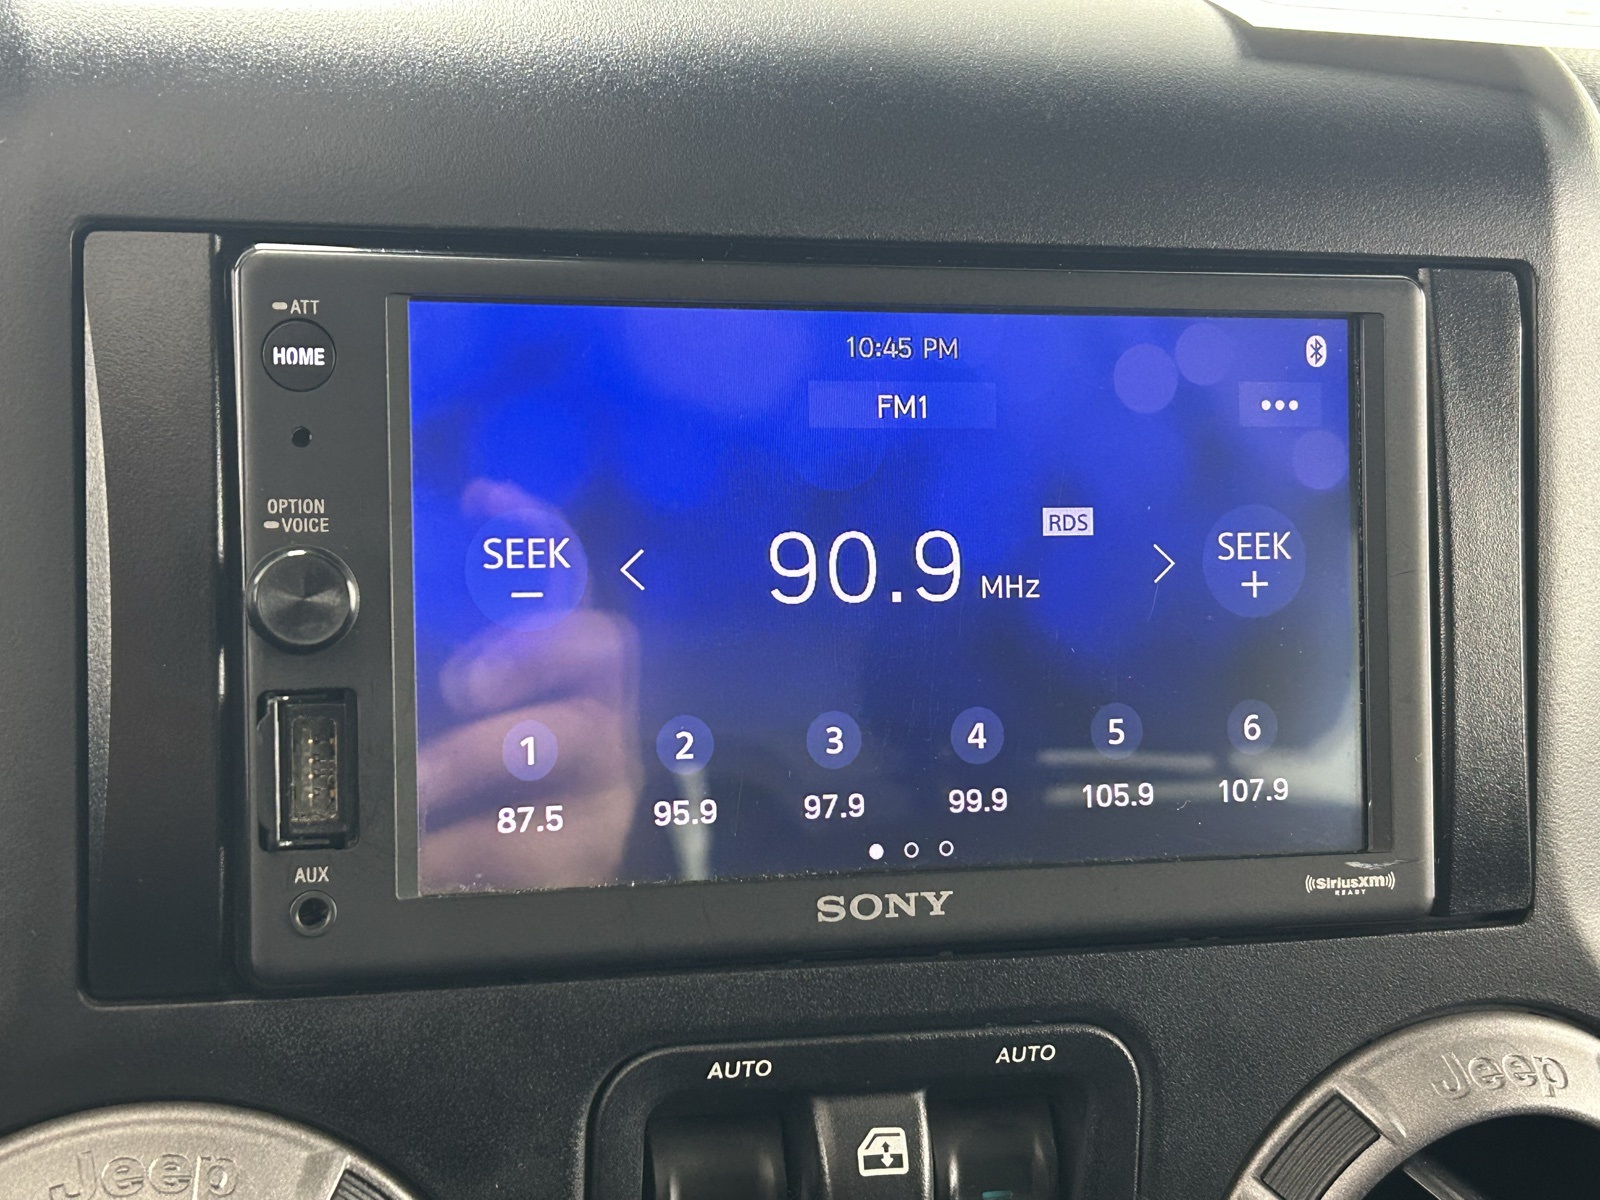 ATT
HOME
10:45 PM
FM1
•••
OPTION
VOICE
RDS
SEEK
−
<
90.9 MHz
>
SEEK
+
1 2 3 4 5 6
87.5 95.9 97.9 99.9 105.9 107.9
AUX
SONY
((SiriusXM))
READY
AUTO
AUTO
Jeep
Jeep